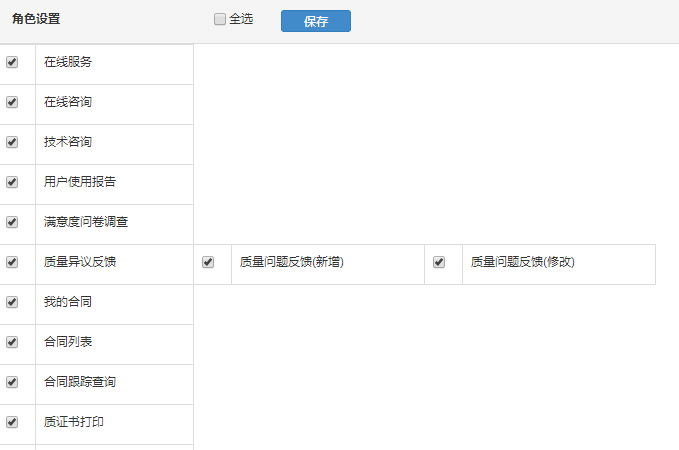 角色设置 全选 保存
在线服务
在线咨询
技术咨询
用户使用报告
满意度问卷调查
质量异议反馈 质量问题反馈(新增) 质量问题反馈(修改)
我的合同
合同列表
合同跟踪查询
质证书打印